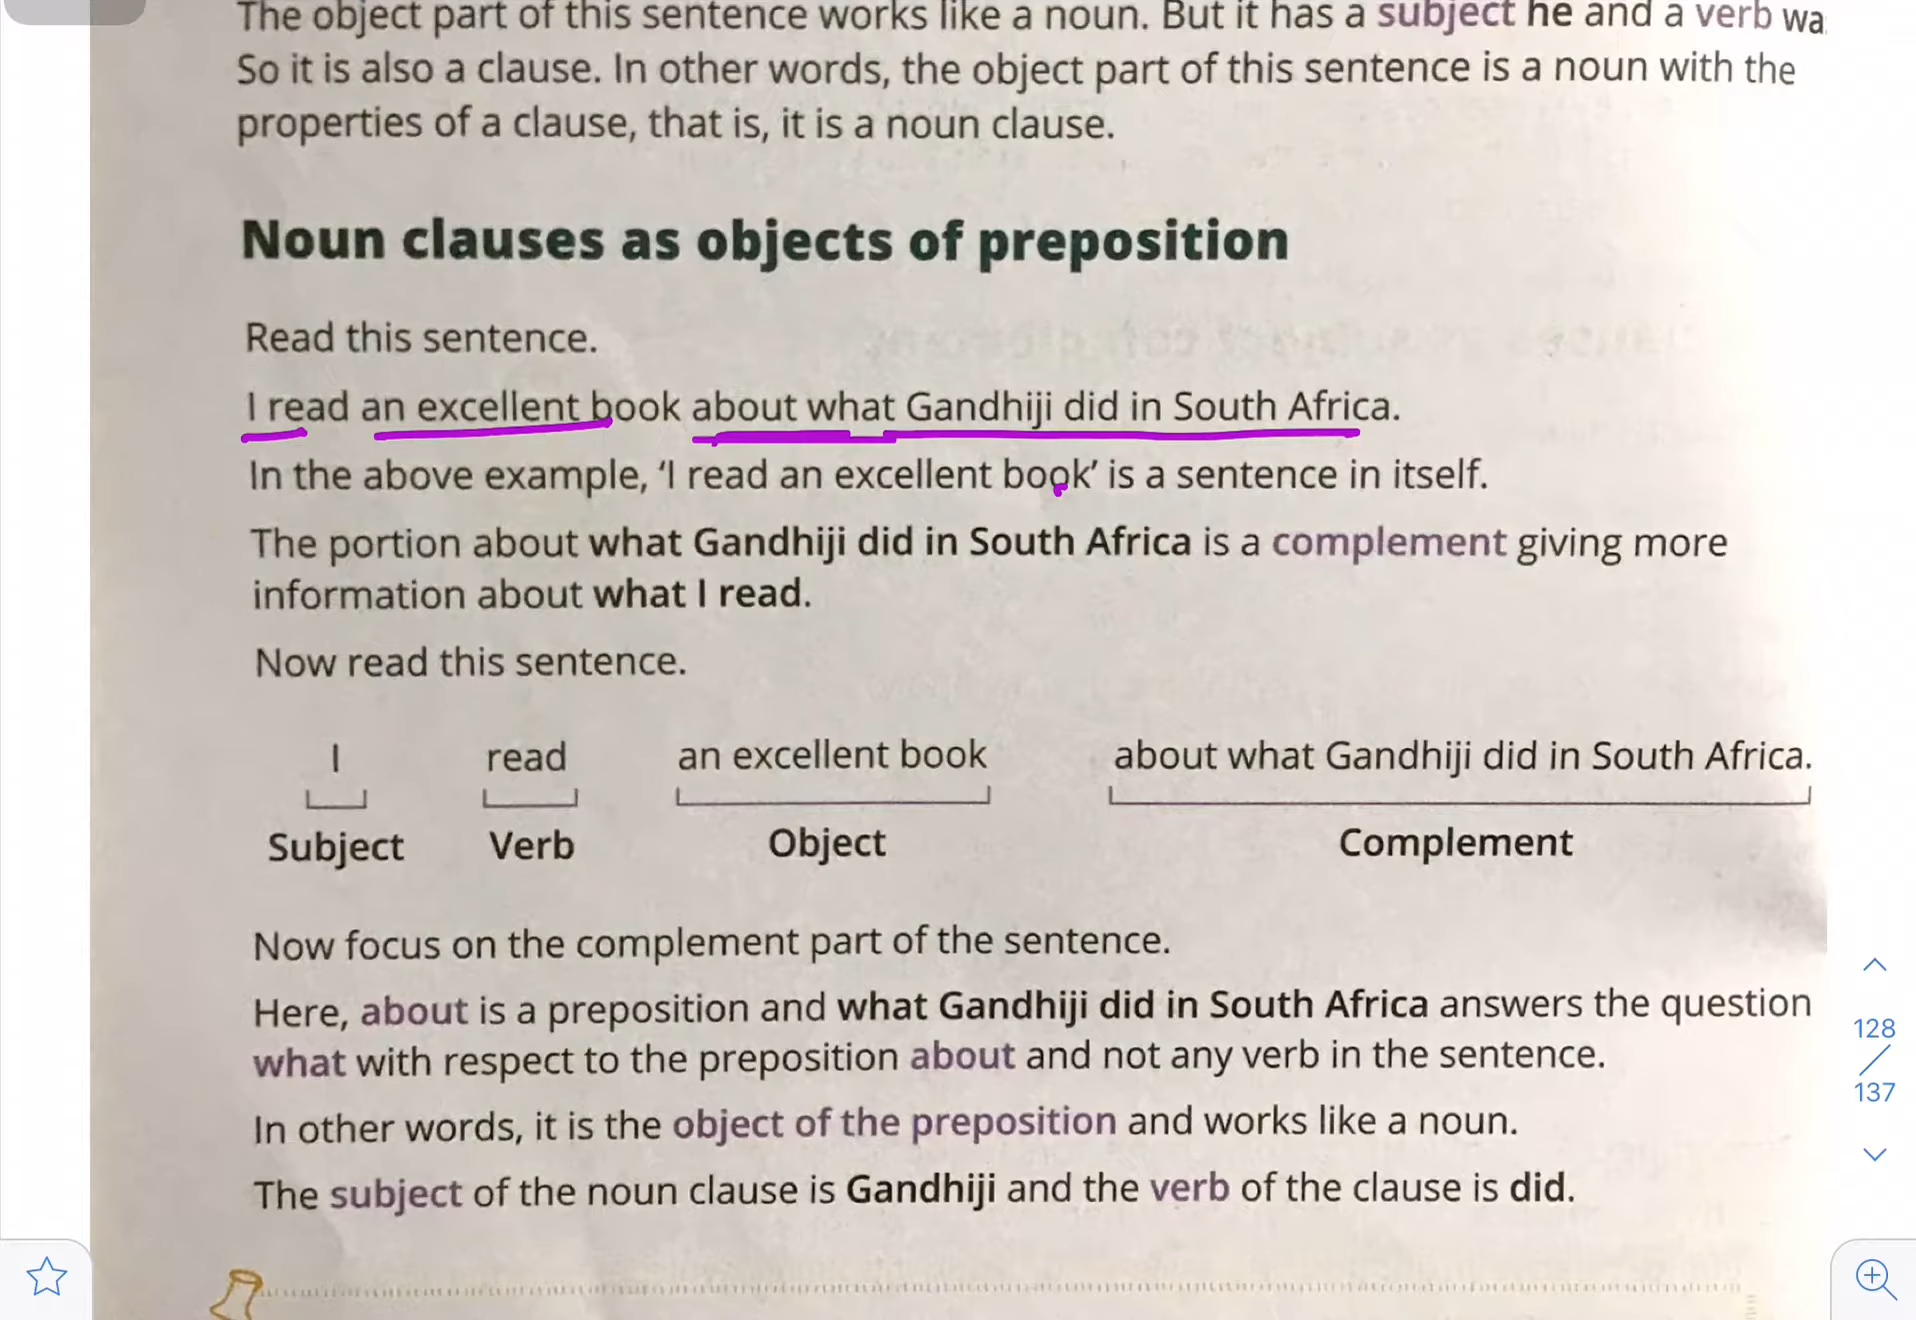 The object part of this sentence works like a noun. But it has a subject he and a verb wa
So it is also a clause. In other words, the object part of this sentence is a noun with the
properties of a clause, that is, it is a noun clause.
Noun clauses as objects of preposition
Read this sentence.
I read an excellent book about what Gandhiji did in South Africa.
In the above example, ‘I read an excellent book’ is a sentence in itself.
The portion about what Gandhiji did in South Africa is a complement giving more
information about what I read.
Now read this sentence.
I read an excellent book about what Gandhiji did in South Africa.
Subject Verb Object Complement
Now focus on the complement part of the sentence.
Here, about is a preposition and what Gandhiji did in South Africa answers the question
what with respect to the preposition about and not any verb in the sentence.
In other words, it is the object of the preposition and works like a noun.
The subject of the noun clause is Gandhiji and the verb of the clause is did.
128
/
137